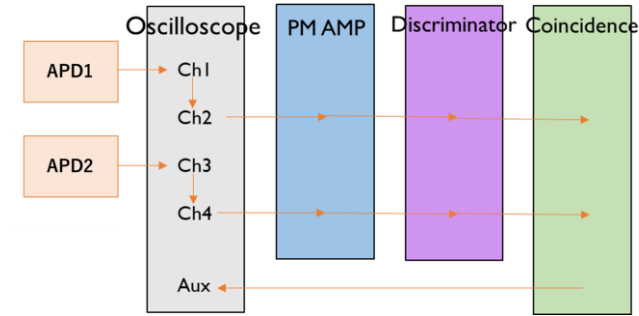 Oscilloscope
PM AMP
Discriminator
Coincidence
APD1
Ch1
Ch2
APD2
Ch3
Ch4
Aux